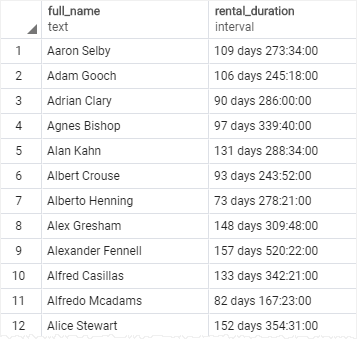 full_name rental_duration
text interval
1 Aaron Selby 109 days 273:34:00
2 Adam Gooch 106 days 245:18:00
3 Adrian Clary 90 days 286:00:00
4 Agnes Bishop 97 days 339:40:00
5 Alan Kahn 131 days 288:34:00
6 Albert Crouse 93 days 243:52:00
7 Alberto Henning 73 days 278:21:00
8 Alex Gresham 148 days 309:48:00
9 Alexander Fennell 157 days 520:22:00
10 Alfred Casillas 133 days 342:21:00
11 Alfredo Mcadams 82 days 167:23:00
12 Alice Stewart 152 days 354:31:00